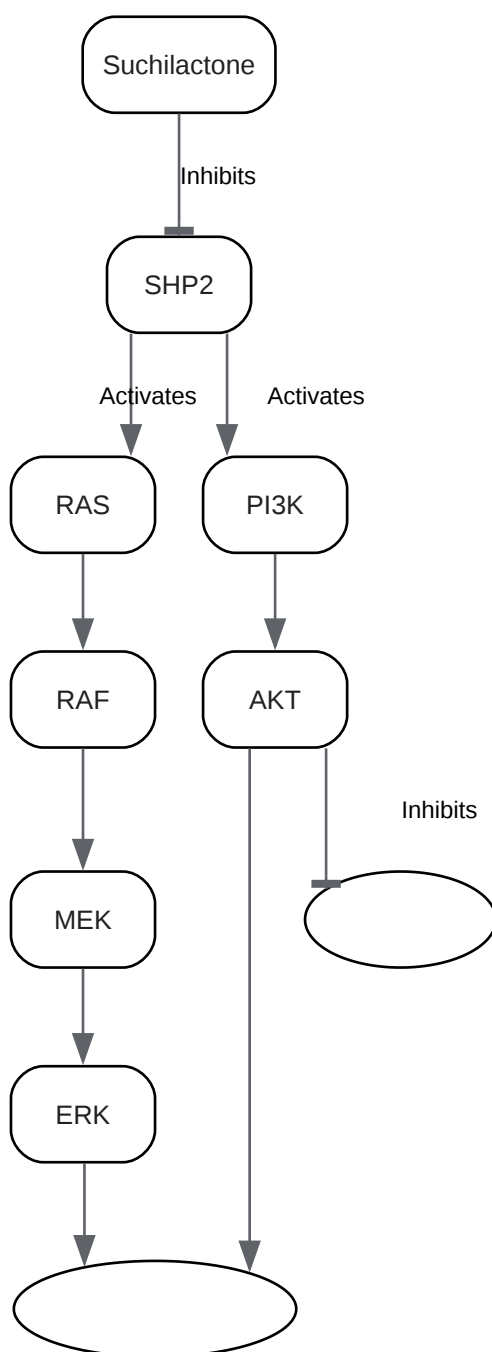 Suchilactone
Inhibits
SHP2
Activates
Activates
RAS
PI3K
RAF
AKT
Inhibits
MEK
ERK